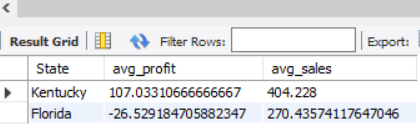 Result Grid Filter Rows: Export:
State avg_profit avg_sales
Kentucky 107.03310666666667 404.228
Florida -26.529184705882347 270.43574117647046